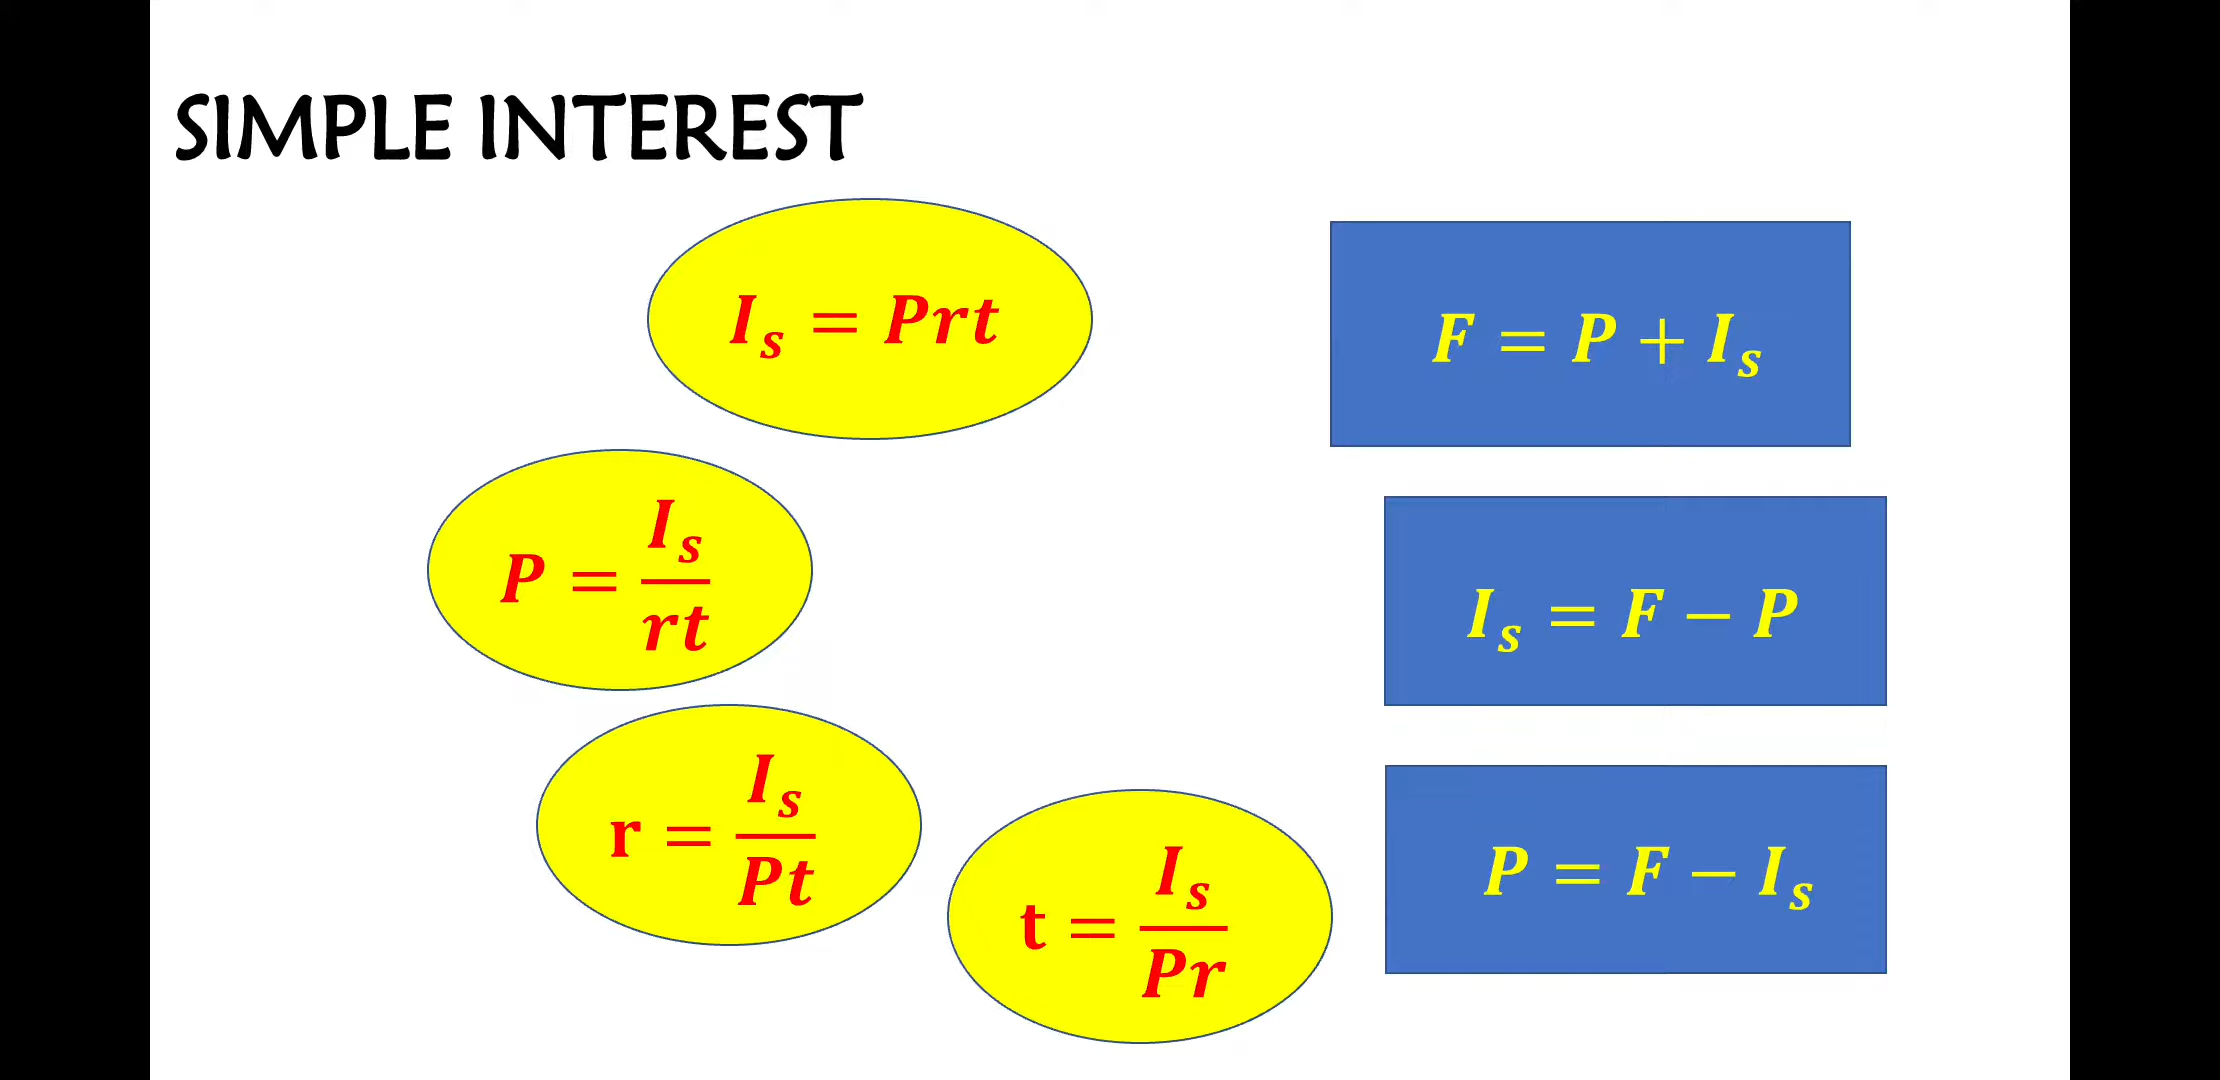 SIMPLE INTEREST
I_s = Prt
F = P + I_s
P = I_s/rt
I_s = F − P
r = I_s/Pt
t = I_s/Pr
P = F − I_s